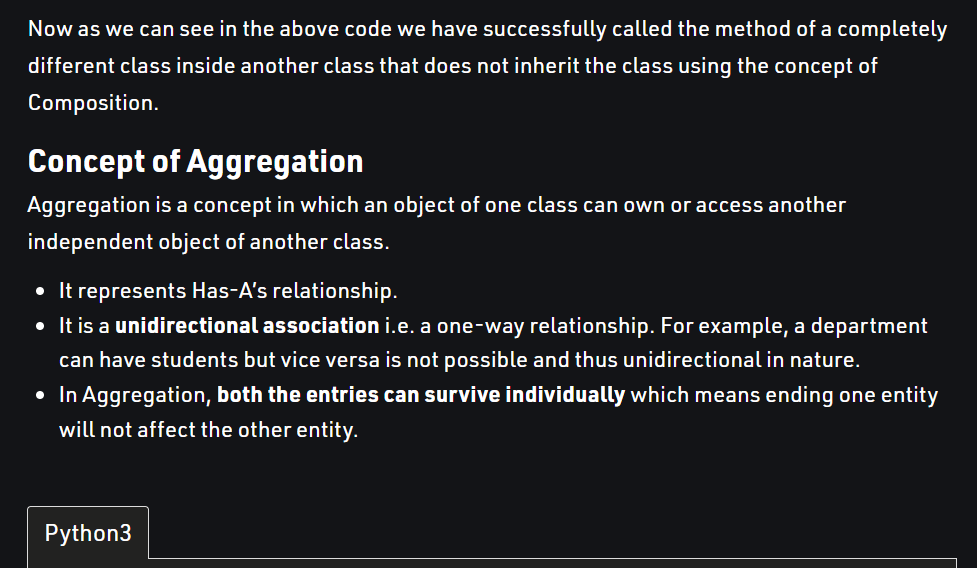 Now as we can see in the above code we have successfully called the method of a completely
different class inside another class that does not inherit the class using the concept of
Composition.
Concept of Aggregation
Aggregation is a concept in which an object of one class can own or access another
independent object of another class.
• It represents Has-A's relationship.
• It is a unidirectional association i.e. a one-way relationship. For example, a department
can have students but vice versa is not possible and thus unidirectional in nature.
• In Aggregation, both the entries can survive individually which means ending one entity
will not affect the other entity.
Python3